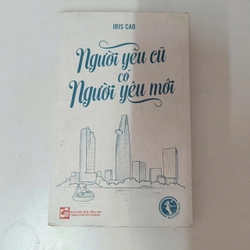 IRIS CAO
Người yêu cũ
có
Người yêu mới